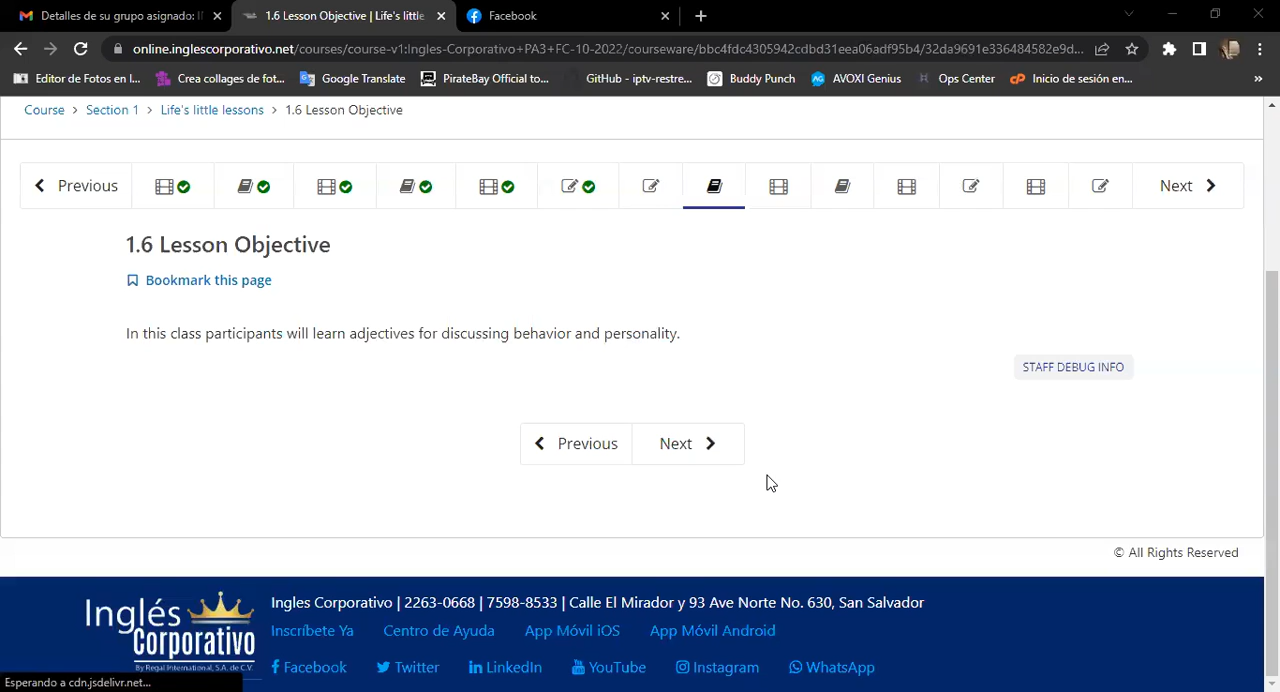 Detalles de su grupo asignado: I
1.6 Lesson Objective | Life's little
Facebook
online.inglescorporativo.net/courses/course-v1:Ingles-Corporativo+PA3+FC-10-2022/courseware/bbc4fdc4305942cdbd31eea06adf95b4/32da9691e336484582e9d...
Editor de Fotos en l...
Crea collages de fot...
Google Translate
PirateBay Official to...
GitHub - iptv-restre...
Buddy Punch
AVOXI Genius
Ops Center
Inicio de sesión en...
Course > Section 1 > Life's little lessons > 1.6 Lesson Objective
Previous
Next
1.6 Lesson Objective
Bookmark this page
In this class participants will learn adjectives for discussing behavior and personality.
STAFF DEBUG INFO
Previous
Next
© All Rights Reserved
Inglés
Corporativo
By Regal International, S.A. de C.V.
Ingles Corporativo | 2263-0668 | 7598-8533 | Calle El Mirador y 93 Ave Norte No. 630, San Salvador
Inscríbete Ya
Centro de Ayuda
App Móvil iOS
App Móvil Android
Facebook
Twitter
LinkedIn
YouTube
Instagram
WhatsApp
Esperando a cdn.jsdelivr.net...